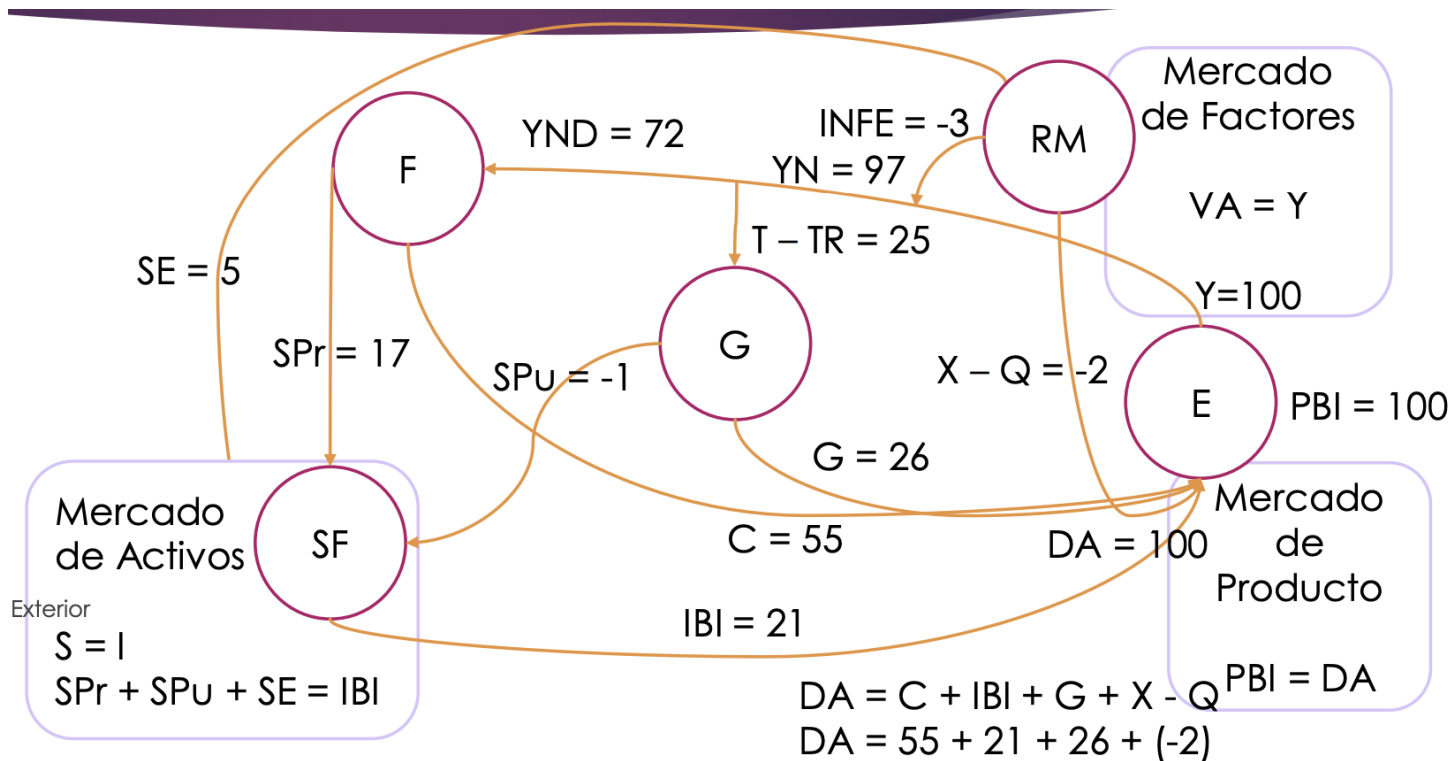 Mercado
de Factores
VA = Y
Y=100
RM
INFE = -3
YND = 72
YN = 97
F
T – TR = 25
SE = 5
G
SPr = 17
SPu = -1
X – Q = -2
E
PBI = 100
G = 26
Mercado
de Activos
SF
C = 55
DA = 100
Mercado
de
Producto
PBI = DA
Exterior
S = I
SPr + SPu + SE = IBI
IBI = 21
DA = C + IBI + G + X - Q
DA = 55 + 21 + 26 + (-2)